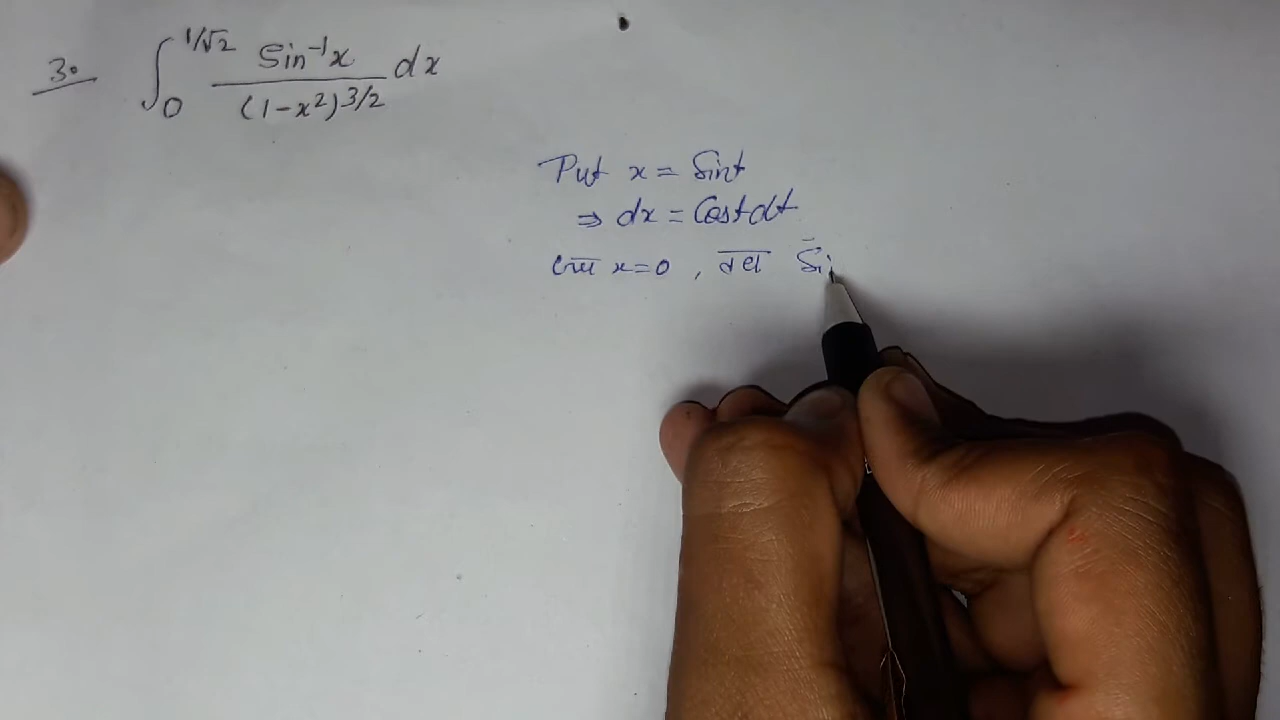 3. ∫₀^{1/√2} Sin⁻¹x / (1-x²)^{3/2} dx
Put x = Sint
⇒ dx = Cost dt
जब x=0 , तब Si